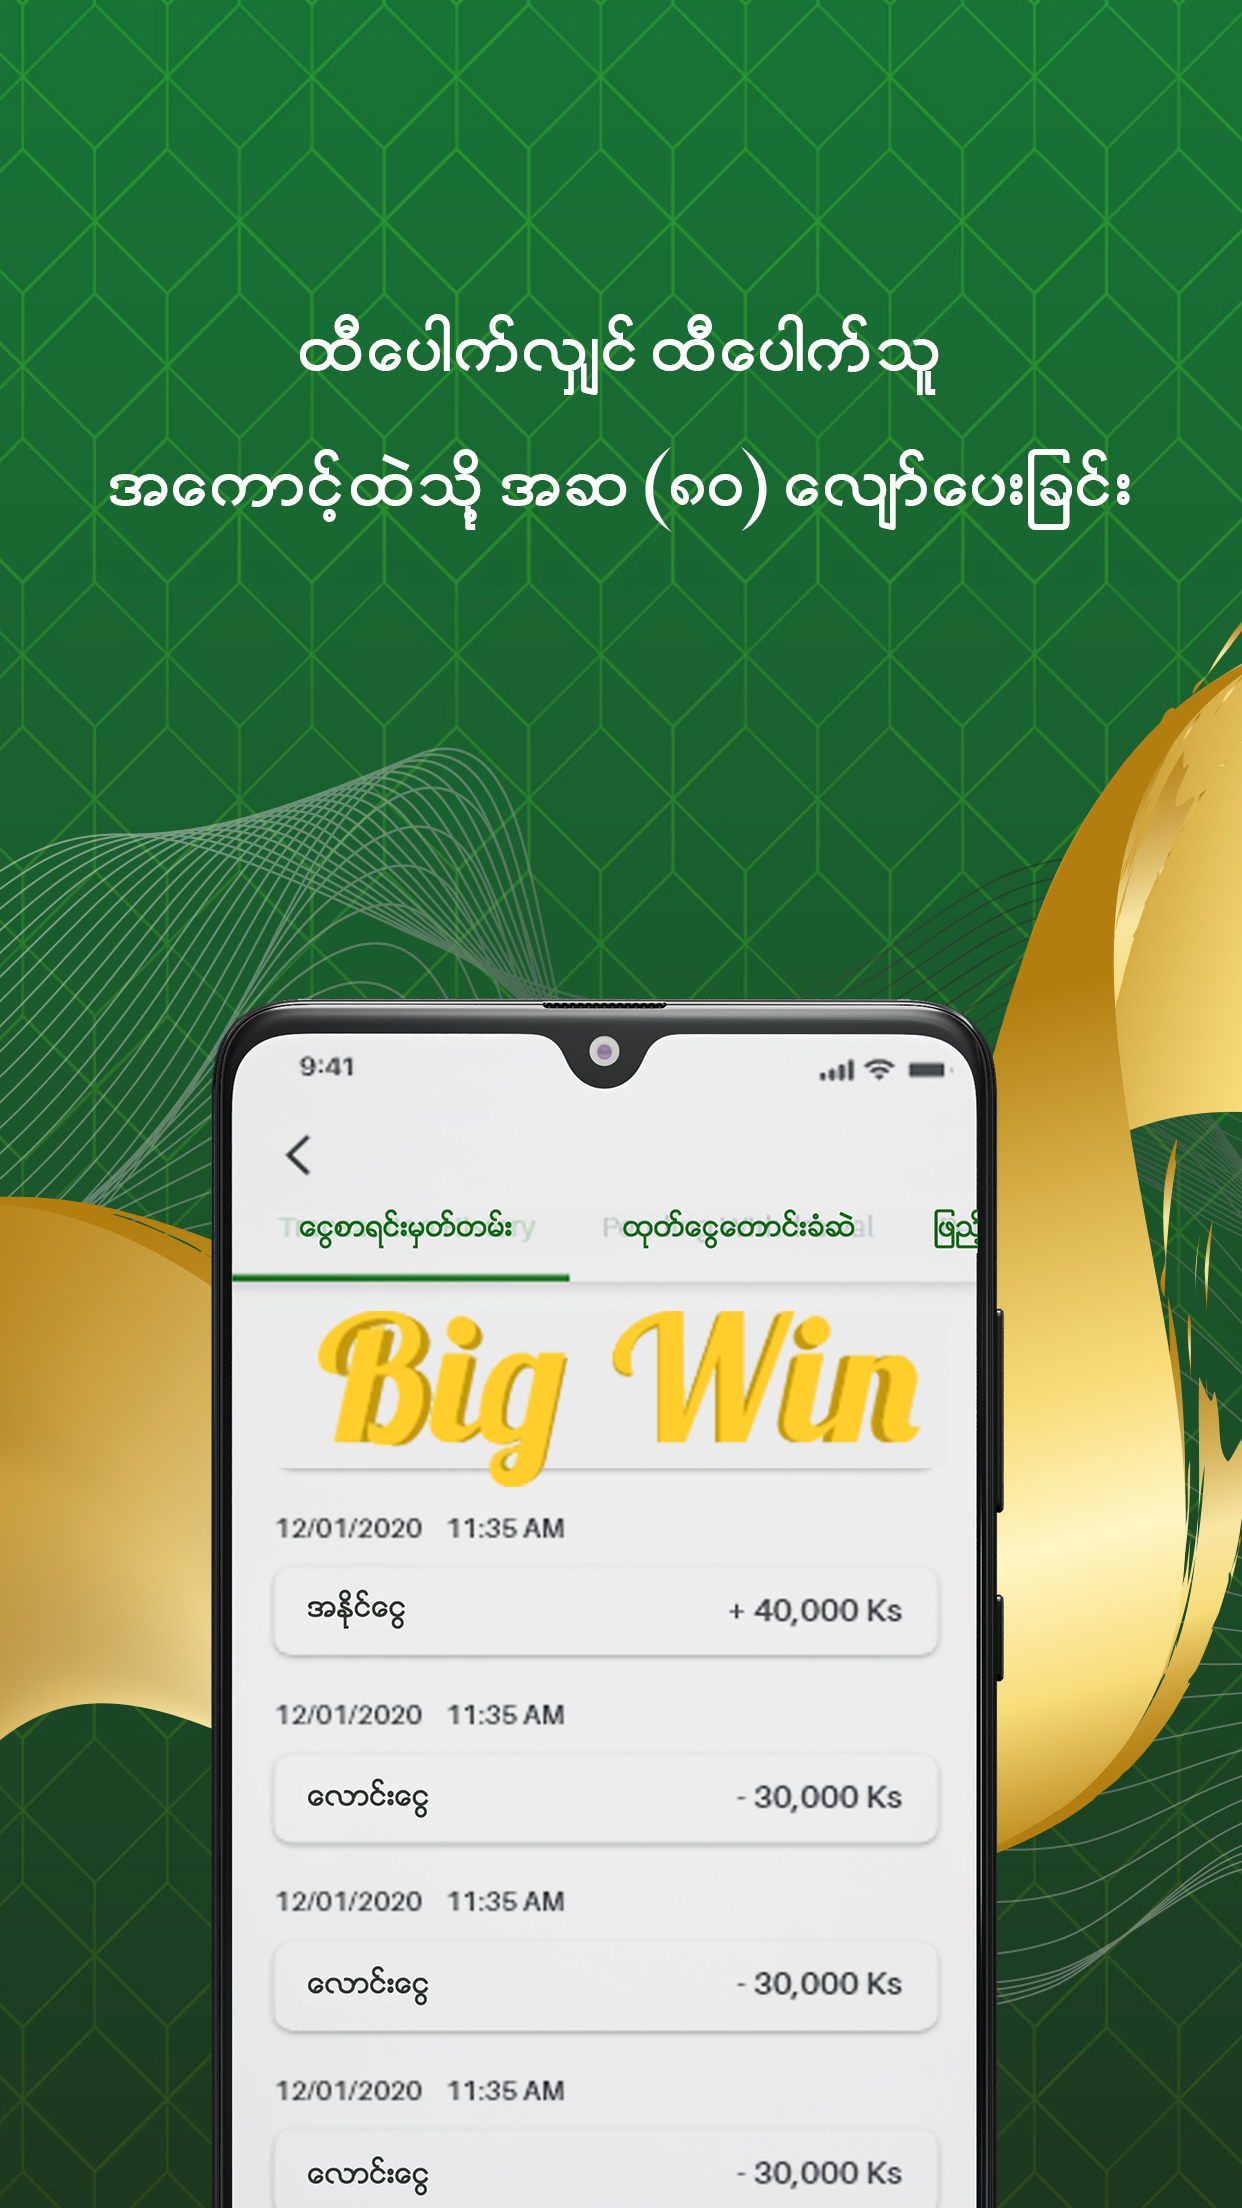 ထီပေါက်လျှင် ထီပေါက်သူ
အကောင့်ထဲသို့ အဆ (၈၀) လျော်ပေးခြင်း
9:41
ငွေစာရင်းမှတ်တမ်း ထုတ်ငွေတောင်းခံဆဲ
Big Win
12/01/2020 11:35 AM
အနိုင်ငွေ + 40,000 Ks
12/01/2020 11:35 AM
လောင်းငွေ - 30,000 Ks
12/01/2020 11:35 AM
လောင်းငွေ - 30,000 Ks
12/01/2020 11:35 AM
လောင်းငွေ - 30,000 Ks